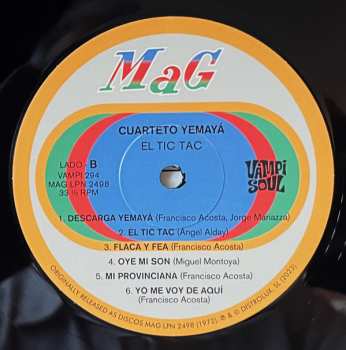 MaG
CUARTETO YEMAYÁ
EL TIC TAC
LADO: B
VAMPI 294
MAG LPN 2498
33 ⅓ RPM
VAMPI
SOUL
1. DESCARGA YEMAYÁ (Francisco Acosta, Jorge Manazza)
2. EL TIC TAC (Ángel Alday)
3. FLACA Y FEA (Francisco Acosta)
4. OYE MI SON (Miguel Montoya)
5. MI PROVINCIANA (Francisco Acosta)
6. YO ME VOY DE AQUÍ
(Francisco Acosta)
ORIGINALLY RELEASED AS DISCOS MAG LPN 2498 (1972). ℗ & © DISTROLUX, SL (2023)